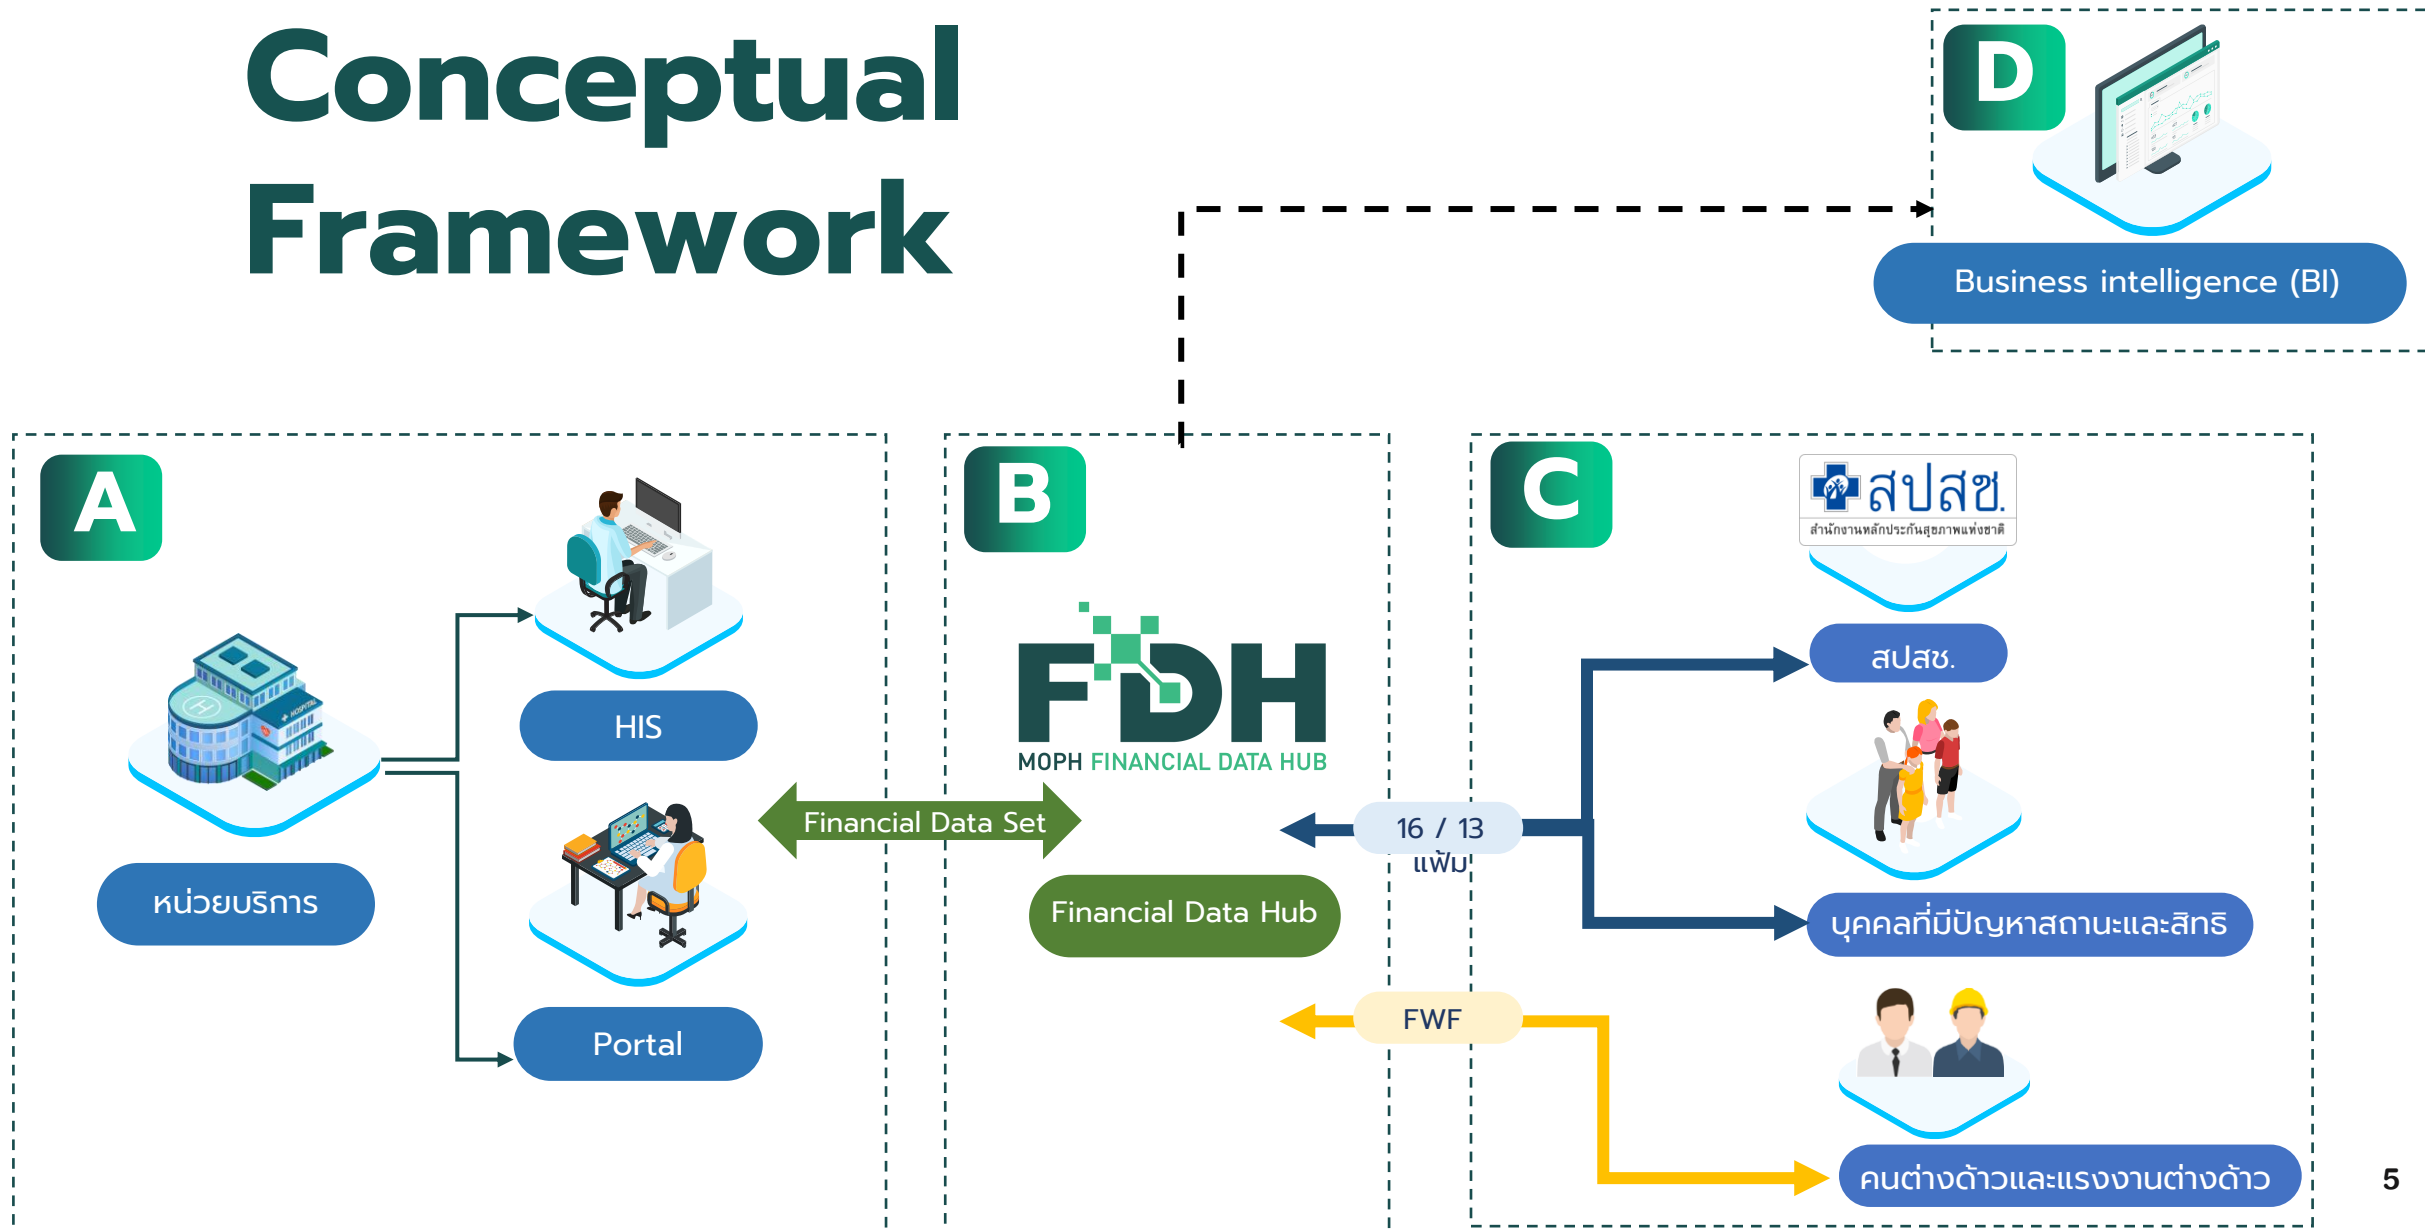 Conceptual
Framework
D
Business intelligence (BI)
A
HOSPITAL
H
หน่วยบริการ
HIS
Portal
Financial Data Set
B
FDH
MOPH FINANCIAL DATA HUB
Financial Data Hub
16 / 13
แฟ้ม
FWF
C
สปสช.
สำนักงานหลักประกันสุขภาพแห่งชาติ
สปสช.
บุคคลที่มีปัญหาสถานะและสิทธิ
คนต่างด้าวและแรงงานต่างด้าว
5